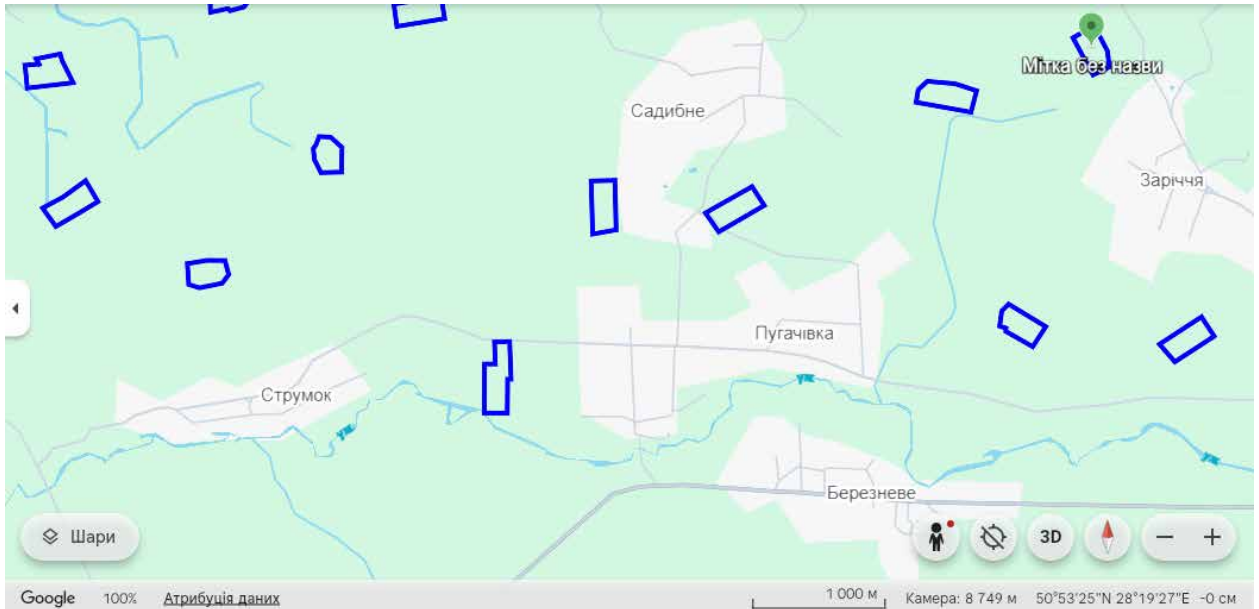 Садибне
Мітка без назви
Заріччя
Пугачівка
Струмок
Березневе
Шари
3D
Google 100% Атрибуція даних 1 000 м Камера: 8 749 м 50°53'25"N 28°19'27"E -0 см